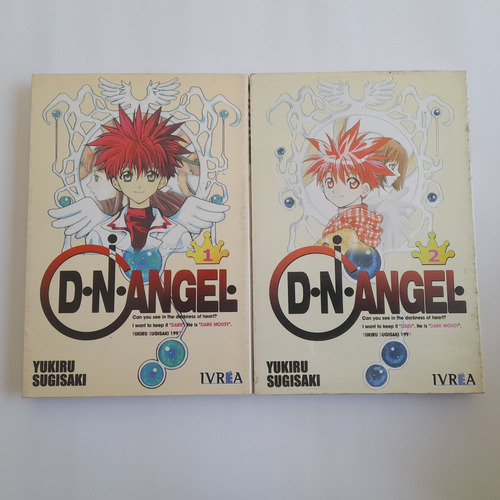 1
D·N·ANGEL·
Can you see in the darkness of heart?
I want to keep it "DARK". He is "DARK MOUSY".
YUKIRU SUGISAKI 199
YUKIRU
SUGISAKI
IVREA
2
D·N·ANGEL·
Can you see in the darkness of heart?
I want to keep it "DARK". He is "DARK MOUSY".
YUKIRU SUGISAKI 199
YUKIRU
SUGISAKI
IVREA